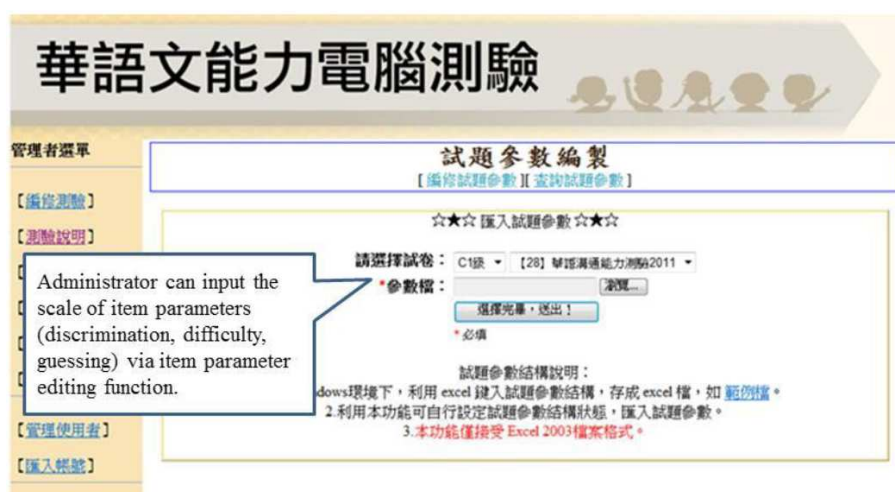 華語文能力電腦測驗
管理者選單
【編修測驗】
【測驗說明】
【管理使用者】
【匯入帳號】
試題參數編製
[ 編修試題參數 ][ 查詢試題參數 ]
☆★☆ 匯入試題參數 ☆★☆
請選擇試卷： C1級 【28】華語溝通能力測驗2011
*參數檔： 瀏覽...
選擇完畢，送出！
* 必填
試題參數結構說明：
dows環境下，利用 excel 鍵入試題參數結構，存成 excel 檔，如 範例檔。
2.利用本功能可自行設定試題參數結構狀態，匯入試題參數。
3.本功能僅接受 Excel 2003檔案格式。
Administrator can input the
scale of item parameters
(discrimination, difficulty,
guessing) via item parameter
editing function.